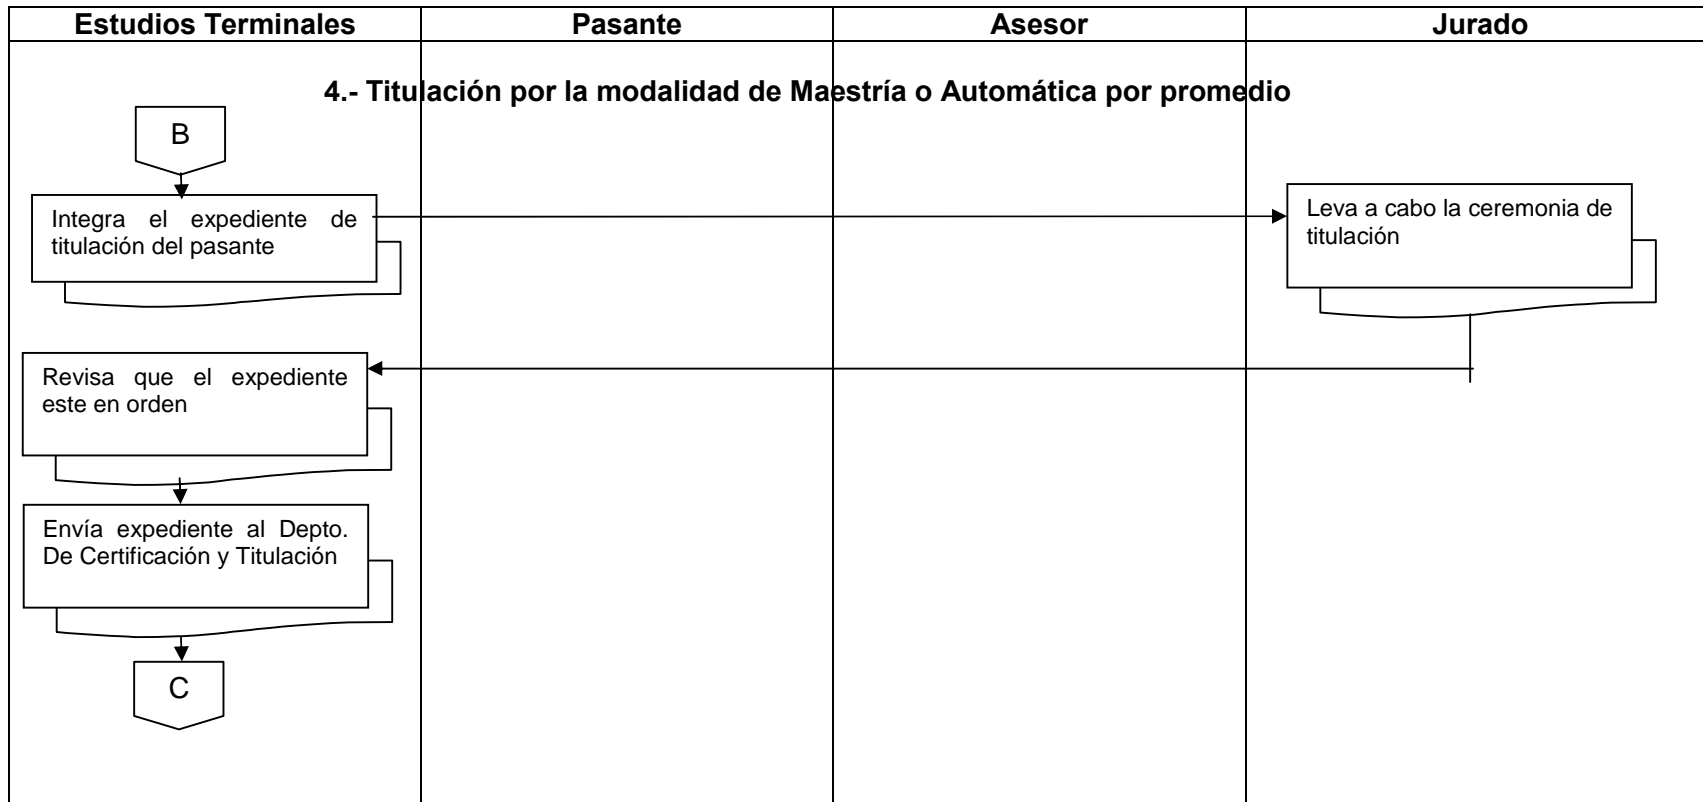 Estudios Terminales
Pasante
Asesor
Jurado
4.- Titulación por la modalidad de Maestría o Automática por promedio
B
Integra el expediente de
titulación del pasante
Leva a cabo la ceremonia de
titulación
Revisa que el expediente
este en orden
Envía expediente al Depto.
De Certificación y Titulación
C